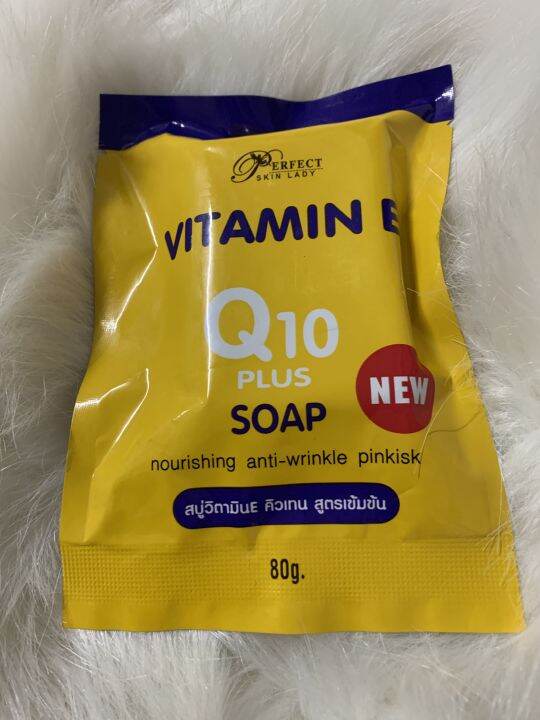 PERFECT
SKIN LADY
VITAMIN E
Q10
PLUS
SOAP
NEW
nourishing anti-wrinkle pinkisk
สบู่วิตามินE คิวเทน สูตรเข้มข้น
80g.